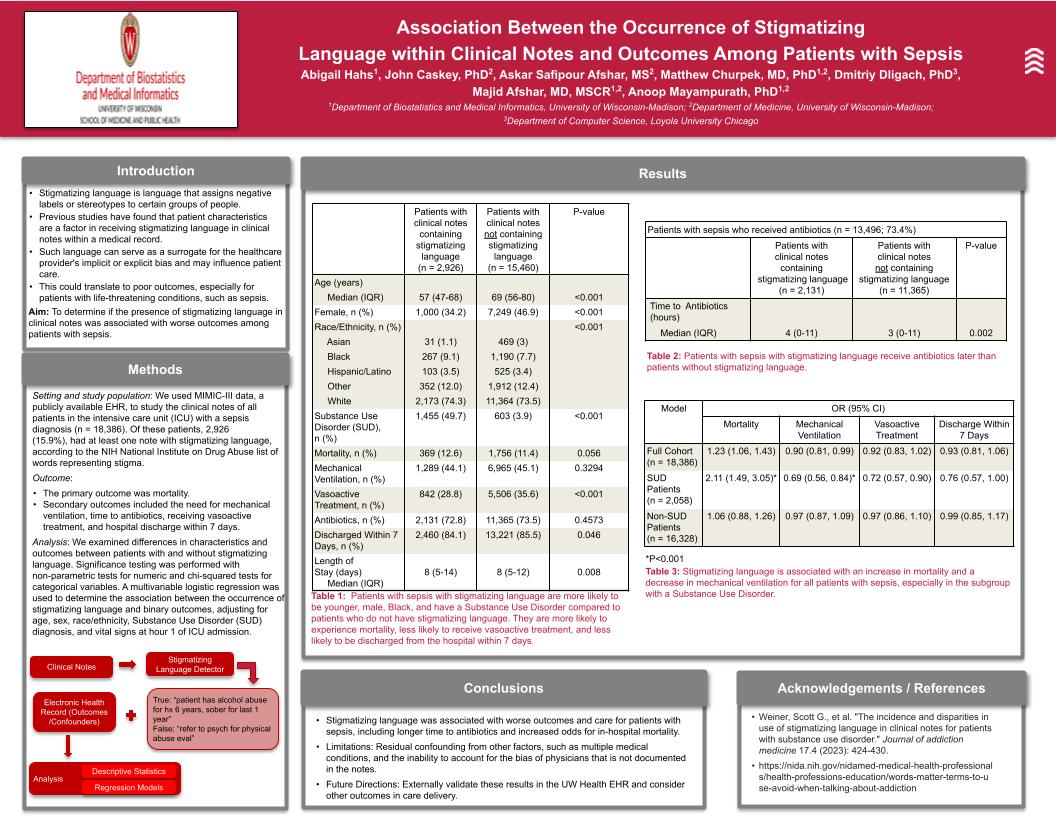 Department of Biostatistics
and Medical Informatics
UNIVERSITY OF WISCONSIN
SCHOOL OF MEDICINE AND PUBLIC HEALTH
Association Between the Occurrence of Stigmatizing
Language within Clinical Notes and Outcomes Among Patients with Sepsis
Abigail Hahs1, John Caskey, PhD2, Askar Safipour Afshar, MS2, Matthew Churpek, MD, PhD1,2, Dmitriy Dligach, PhD3,
Majid Afshar, MD, MSCR1,2, Anoop Mayampurath, PhD1,2
1Department of Biostatistics and Medical Informatics, University of Wisconsin-Madison; 2Department of Medicine, University of Wisconsin-Madison;
3Department of Computer Science, Loyola University Chicago
Introduction
• Stigmatizing language is language that assigns negative
labels or stereotypes to certain groups of people.
• Previous studies have found that patient characteristics
are a factor in receiving stigmatizing language in clinical
notes within a medical record.
• Such language can serve as a surrogate for the healthcare
provider's implicit or explicit bias and may influence patient
care.
• This could translate to poor outcomes, especially for
patients with life-threatening conditions, such as sepsis.
Aim: To determine if the presence of stigmatizing language in
clinical notes was associated with worse outcomes among
patients with sepsis.
Methods
Setting and study population: We used MIMIC-III data, a
publicly available EHR, to study the clinical notes of all
patients in the intensive care unit (ICU) with a sepsis
diagnosis (n = 18,386). Of these patients, 2,926
(15.9%), had at least one note with stigmatizing language,
according to the NIH National Institute on Drug Abuse list of
words representing stigma.
Outcome:
• The primary outcome was mortality.
• Secondary outcomes included the need for mechanical
ventilation, time to antibiotics, receiving vasoactive
treatment, and hospital discharge within 7 days.
Analysis: We examined differences in characteristics and
outcomes between patients with and without stigmatizing
language. Significance testing was performed with
non-parametric tests for numeric and chi-squared tests for
categorical variables. A multivariable logistic regression was
used to determine the association between the occurrence of
stigmatizing language and binary outcomes, adjusting for
age, sex, race/ethnicity, Substance Use Disorder (SUD)
diagnosis, and vital signs at hour 1 of ICU admission.
Clinical Notes
Stigmatizing
Language Detector
Electronic Health
Record (Outcomes
/Confounders)
True: "patient has alcohol abuse
for hx 6 years, sober for last 1
year"
False: "refer to psych for physical
abuse eval"
Analysis
Descriptive Statistics
Regression Models
Results
Patients with clinical notes containing stigmatizing language (n = 2,926) Patients with clinical notes not containing stigmatizing language (n = 15,460) P-value
Age (years)
Median (IQR) 57 (47-68) 69 (56-80) <0.001
Female, n (%) 1,000 (34.2) 7,249 (46.9) <0.001
Race/Ethnicity, n (%) <0.001
Asian 31 (1.1) 469 (3)
Black 267 (9.1) 1,190 (7.7)
Hispanic/Latino 103 (3.5) 525 (3.4)
Other 352 (12.0) 1,912 (12.4)
White 2,173 (74.3) 11,364 (73.5)
Substance Use Disorder (SUD), n (%) 1,455 (49.7) 603 (3.9) <0.001
Mortality, n (%) 369 (12.6) 1,756 (11.4) 0.056
Mechanical Ventilation, n (%) 1,289 (44.1) 6,965 (45.1) 0.3294
Vasoactive Treatment, n (%) 842 (28.8) 5,506 (35.6) <0.001
Antibiotics, n (%) 2,131 (72.8) 11,365 (73.5) 0.4573
Discharged Within 7 Days, n (%) 2,460 (84.1) 13,221 (85.5) 0.046
Length of Stay (days)
Median (IQR) 8 (5-14) 8 (5-12) 0.008
Table 1: Patients with sepsis with stigmatizing language are more likely to
be younger, male, Black, and have a Substance Use Disorder compared to
patients who do not have stigmatizing language. They are more likely to
experience mortality, less likely to receive vasoactive treatment, and less
likely to be discharged from the hospital within 7 days.
Patients with sepsis who received antibiotics (n = 13,496; 73.4%)
Patients with clinical notes containing stigmatizing language (n = 2,131) Patients with clinical notes not containing stigmatizing language (n = 11,365) P-value
Time to Antibiotics (hours)
Median (IQR) 4 (0-11) 3 (0-11) 0.002
Table 2: Patients with sepsis with stigmatizing language receive antibiotics later than
patients without stigmatizing language.
Model OR (95% CI)
Mortality Mechanical Ventilation Vasoactive Treatment Discharge Within 7 Days
Full Cohort (n = 18,386) 1.23 (1.06, 1.43) 0.90 (0.81, 0.99) 0.92 (0.83, 1.02) 0.93 (0.81, 1.06)
SUD Patients (n = 2,058) 2.11 (1.49, 3.05)* 0.69 (0.56, 0.84)* 0.72 (0.57, 0.90) 0.76 (0.57, 1.00)
Non-SUD Patients (n = 16,328) 1.06 (0.88, 1.26) 0.97 (0.87, 1.09) 0.97 (0.86, 1.10) 0.99 (0.85, 1.17)
*P<0.001
Table 3: Stigmatizing language is associated with an increase in mortality and a
decrease in mechanical ventilation for all patients with sepsis, especially in the subgroup
with a Substance Use Disorder.
Conclusions
• Stigmatizing language was associated with worse outcomes and care for patients with
sepsis, including longer time to antibiotics and increased odds for in-hospital mortality.
• Limitations: Residual confounding from other factors, such as multiple medical
conditions, and the inability to account for the bias of physicians that is not documented
in the notes.
• Future Directions: Externally validate these results in the UW Health EHR and consider
other outcomes in care delivery.
Acknowledgements / References
• Weiner, Scott G., et al. "The incidence and disparities in
use of stigmatizing language in clinical notes for patients
with substance use disorder." Journal of addiction
medicine 17.4 (2023): 424-430.
• https://nida.nih.gov/nidamed-medical-health-professional
s/health-professions-education/words-matter-terms-to-u
se-avoid-when-talking-about-addiction